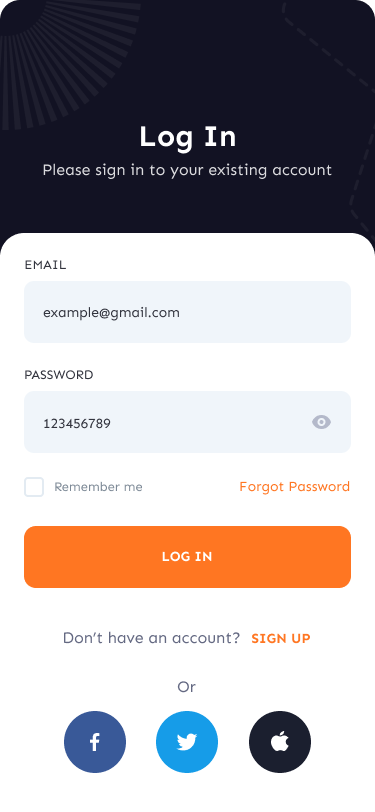 Log In
Please sign in to your existing account
EMAIL
example@gmail.com
PASSWORD
123456789
Remember me Forgot Password
LOG IN
Don’t have an account? SIGN UP
Or